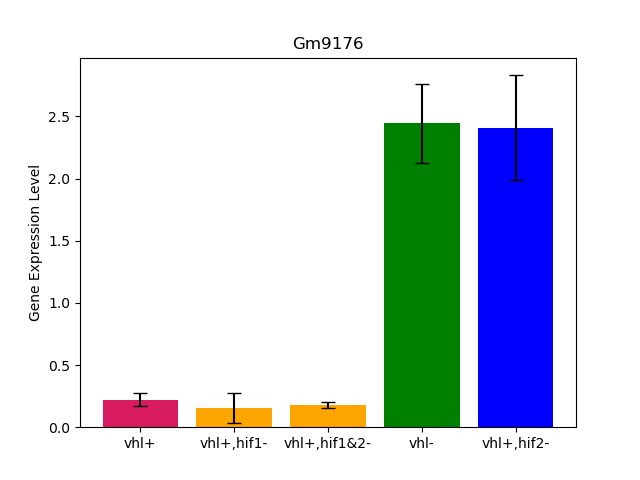 Gm9176
Gene Expression Level
2.5
2.0
1.5
1.0
0.5
0.0
vhl+
vhl+,hif1-
vhl+,hif1&2-
vhl-
vhl+,hif2-